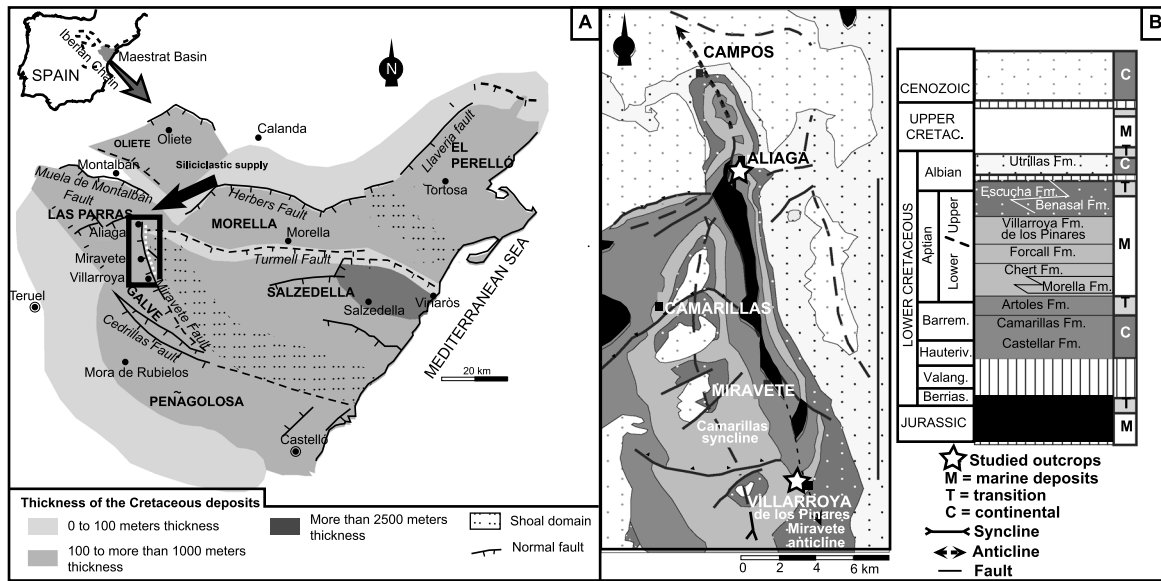 A
Iberian Chain
Maestrat Basin
SPAIN
N
Calanda
OLIETE
Oliete
Montalbán
Siliciclastic supply
Muela de Montalbán
Fault
Llaveria fault
EL
PERELLÓ
Tortosa
Herbers Fault
LAS PARRAS
MORELLA
Aliaga
Morella
Miravete
Turmell Fault
Villarroya
Teruel
GALVE
Miravete Fault
SALZEDELLA
Salzedella
Vinaròs
Cedrillas Fault
MEDITERRANEAN SEA
Mora de Rubielos
20 km
PEÑAGOLOSA
Castelló
Thickness of the Cretaceous deposits
0 to 100 meters thickness
100 to more than 1000 meters
thickness
More than 2500 meters
thickness
Shoal domain
Normal fault
B
CAMPOS
ALIAGA
CAMARILLAS
MIRAVETE
Camarillas
syncline
VILLARROYA
de los Pinares
Miravete
anticline
0 2 4 6 km
CENOZOIC
C
UPPER
CRETAC.
M
T
LOWER CRETACEOUS
Albian
Utrillas Fm.
C
Escucha Fm.
T
Benasal Fm.
Aptian
Lower
Upper
Villarroya Fm.
de los Pinares
Forcall Fm.
M
Chert Fm.
Morella Fm.
Barrem.
Artoles Fm.
T
Camarillas Fm.
C
Hauteriv.
Castellar Fm.
Valang.
Berrias.
T
JURASSIC
M
Studied outcrops
M = marine deposits
T = transition
C = continental
Syncline
Anticline
Fault